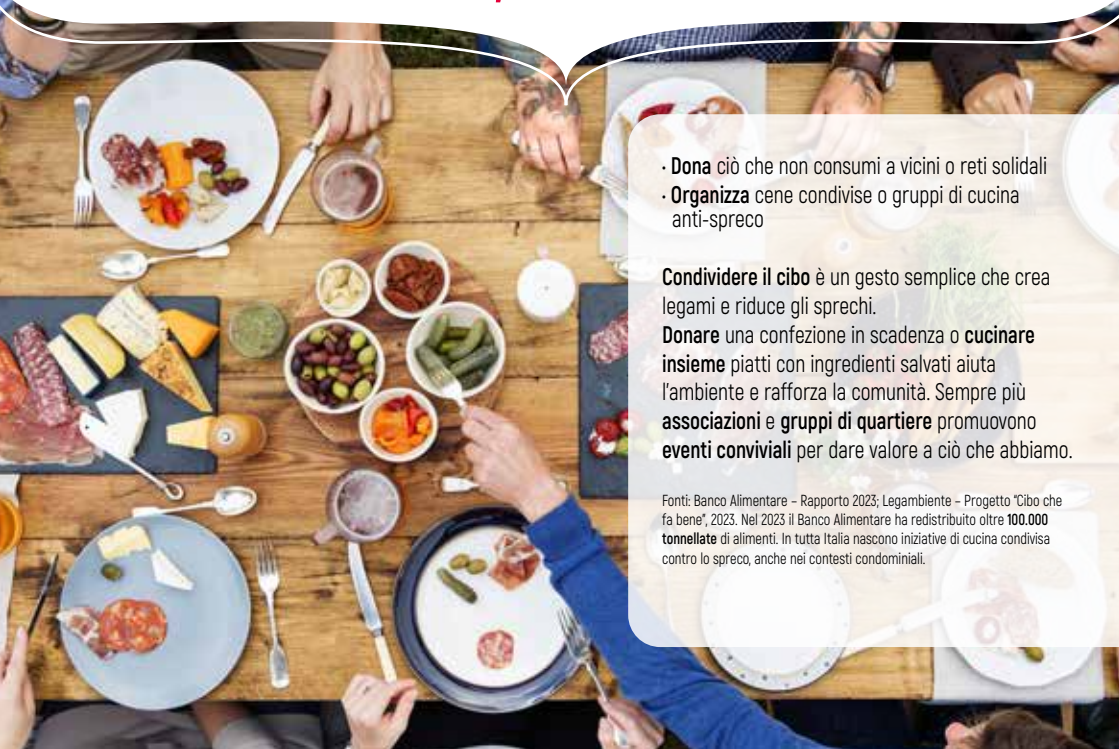 · Dona ciò che non consumi a vicini o reti solidali
· Organizza cene condivise o gruppi di cucina
anti-spreco
Condividere il cibo è un gesto semplice che crea
legami e riduce gli sprechi.
Donare una confezione in scadenza o cucinare
insieme piatti con ingredienti salvati aiuta
l'ambiente e rafforza la comunità. Sempre più
associazioni e gruppi di quartiere promuovono
eventi conviviali per dare valore a ciò che abbiamo.
Fonti: Banco Alimentare – Rapporto 2023; Legambiente – Progetto "Cibo che
fa bene", 2023. Nel 2023 il Banco Alimentare ha redistribuito oltre 100.000
tonnellate di alimenti. In tutta Italia nascono iniziative di cucina condivisa
contro lo spreco, anche nei contesti condominiali.